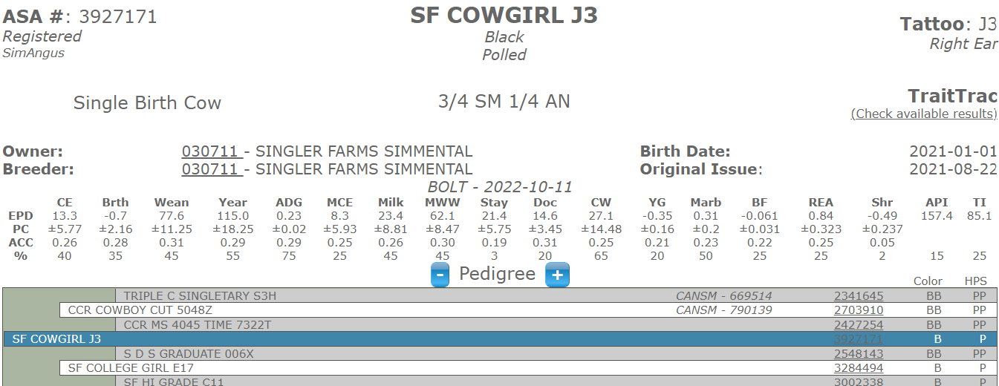 ASA #: 3927171 SF COWGIRL J3 Tattoo: J3
Registered Black Right Ear
SimAngus Polled
Single Birth Cow 3/4 SM 1/4 AN TraitTrac
(Check available results)
Owner: 030711 - SINGLER FARMS SIMMENTAL Birth Date: 2021-01-01
Breeder: 030711 - SINGLER FARMS SIMMENTAL Original Issue: 2021-08-22
BOLT - 2022-10-11
CE Brth Wean Year ADG MCE Milk MWW Stay Doc CW YG Marb BF REA Shr API TI
EPD 13.3 -0.7 77.6 115.0 0.23 8.3 23.4 62.1 21.4 14.6 27.1 -0.35 0.31 -0.061 0.84 -0.49 157.4 85.1
PC ±5.77 ±2.16 ±11.25 ±18.25 ±0.02 ±5.93 ±8.81 ±8.47 ±5.75 ±3.45 ±14.48 ±0.16 ±0.2 ±0.031 ±0.323 ±0.237
ACC 0.26 0.28 0.31 0.29 0.29 0.25 0.26 0.30 0.19 0.31 0.25 0.21 0.23 0.22 0.25 0.05
% 40 35 45 55 75 25 45 45 3 20 65 20 50 25 25 2 15 25
- Pedigree +
Color HPS
TRIPLE C SINGLETARY S3H CANSM - 669514 2341645 BB PP
CCR COWBOY CUT 5048Z CANSM - 790139 2703910 BB PP
CCR MS 4045 TIME 7322T 2427254 BB PP
SF COWGIRL J3 3927171 B P
S D S GRADUATE 006X 2548143 BB PP
SF COLLEGE GIRL E17 3284494 B P
SF HI GRADE C11 3002338 B P